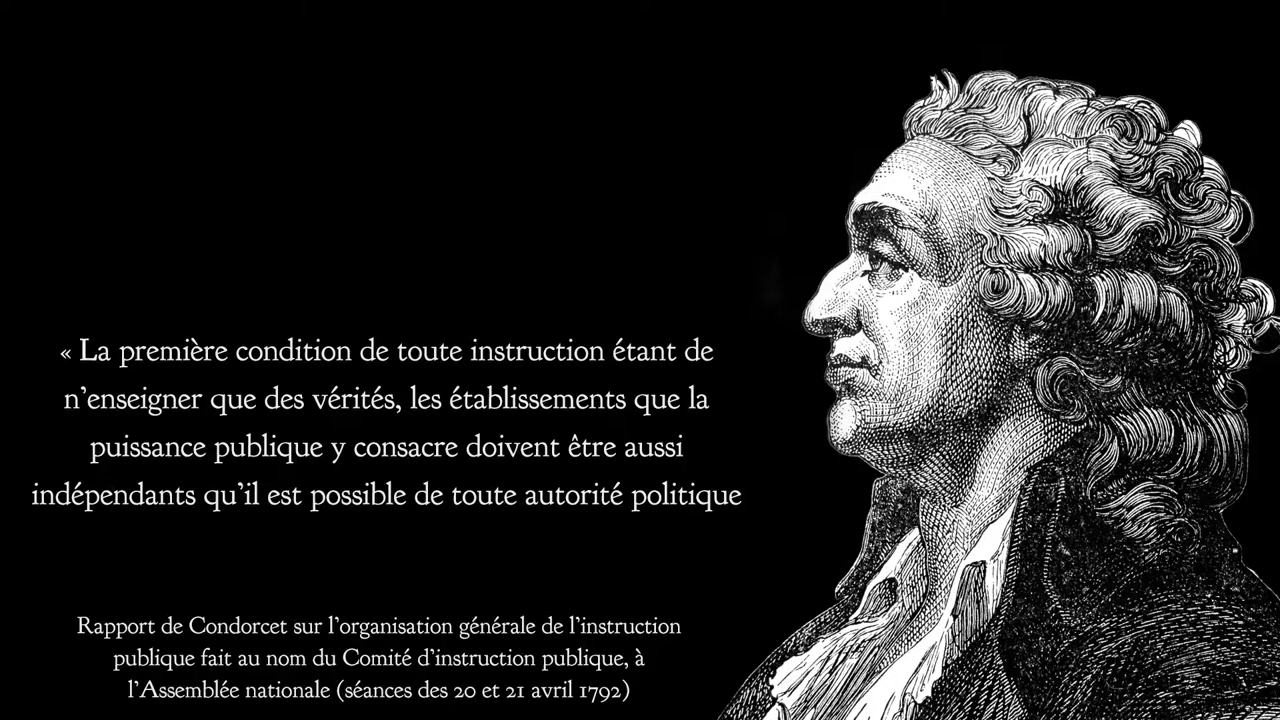 « La première condition de toute instruction étant de
n’enseigner que des vérités, les établissements que la
puissance publique y consacre doivent être aussi
indépendants qu’il est possible de toute autorité politique
Rapport de Condorcet sur l’organisation générale de l’instruction
publique fait au nom du Comité d’instruction publique, à
l’Assemblée nationale (séances des 20 et 21 avril 1792)